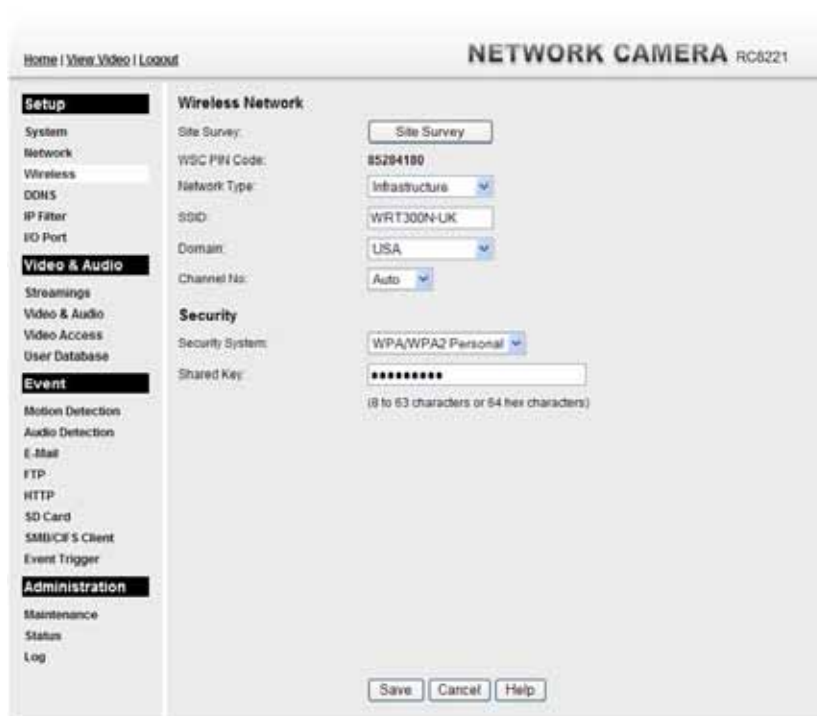 Home | View Video | Logout
NETWORK CAMERA RC8221
Setup
System
Network
Wireless
DDNS
IP Filter
I/O Port
Video & Audio
Streamings
Video & Audio
Video Access
User Database
Event
Motion Detection
Audio Detection
E-Mail
FTP
HTTP
SD Card
SMB/CIFS Client
Event Trigger
Administration
Maintenance
Status
Log
Wireless Network
Site Survey: Site Survey
WSC PIN Code: 85284180
Network Type: Infrastructure
SSID: WRT300N-UK
Domain: USA
Channel No: Auto
Security
Security System: WPA/WPA2 Personal
Shared Key: •••••••••
(8 to 63 characters or 64 hex characters)
Save Cancel Help